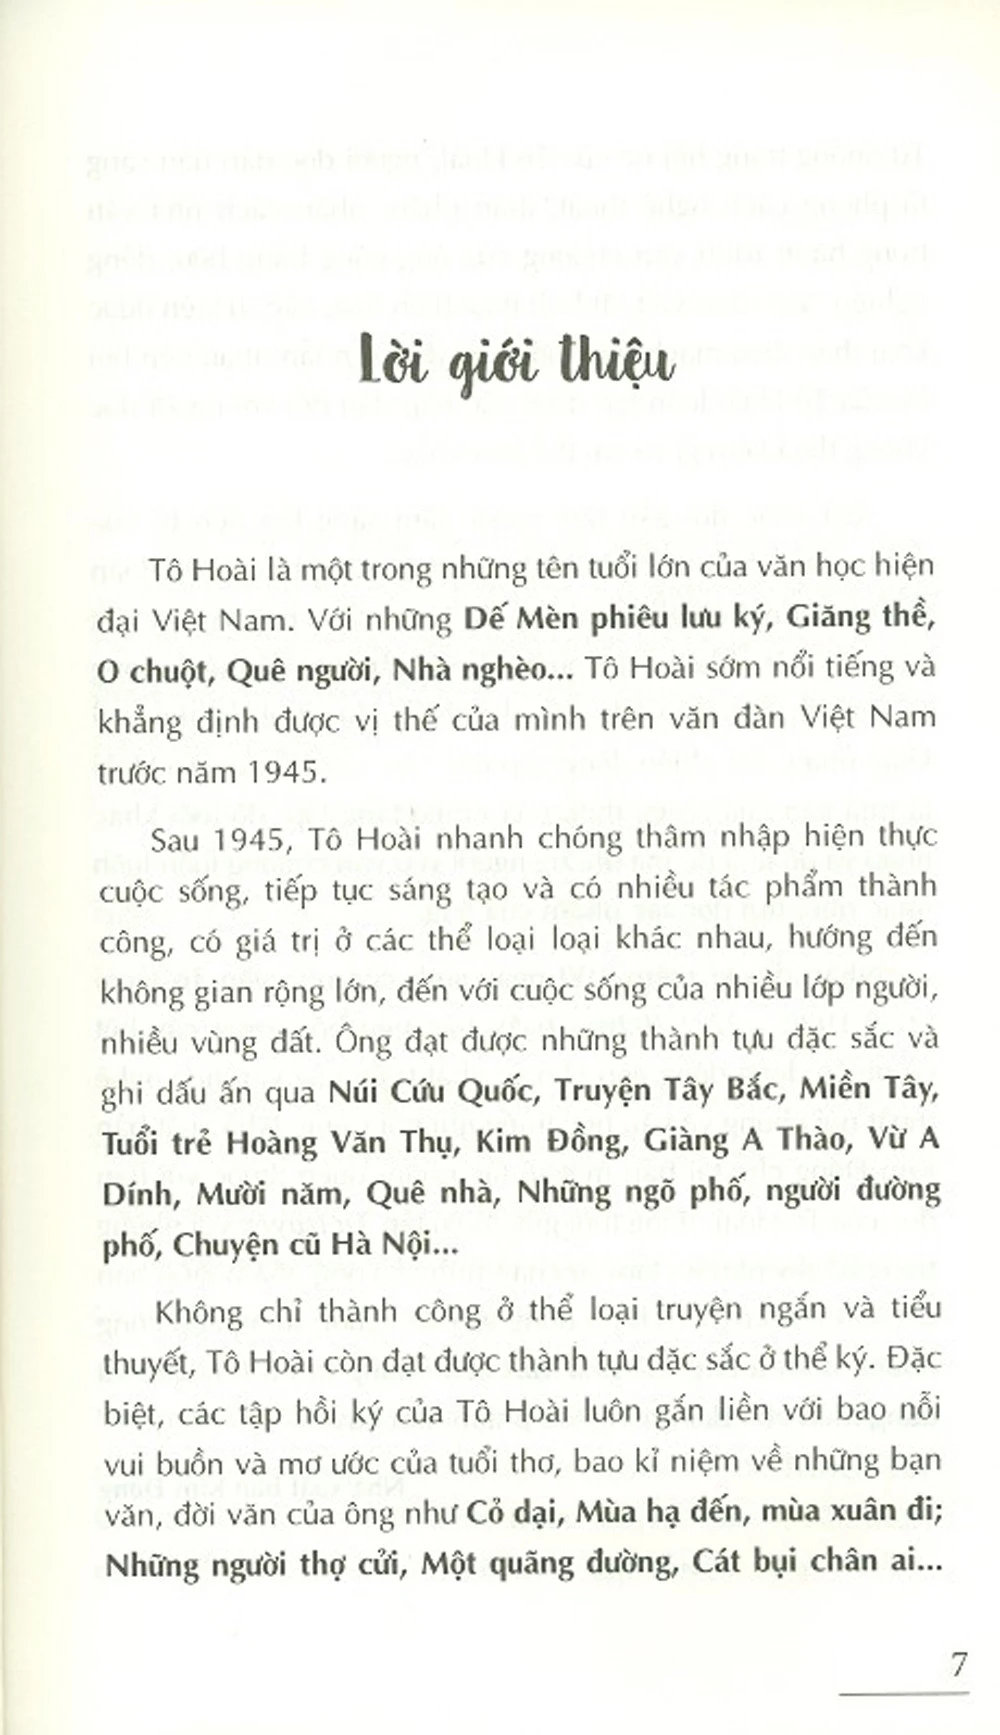 Lời giới thiệu
Tô Hoài là một trong những tên tuổi lớn của văn học hiện
đại Việt Nam. Với những Dế Mèn phiêu lưu ký, Giăng thề,
O chuột, Quê người, Nhà nghèo... Tô Hoài sớm nổi tiếng và
khẳng định được vị thế của mình trên văn đàn Việt Nam
trước năm 1945.
Sau 1945, Tô Hoài nhanh chóng thâm nhập hiện thực
cuộc sống, tiếp tục sáng tạo và có nhiều tác phẩm thành
công, có giá trị ở các thể loại loại khác nhau, hướng đến
không gian rộng lớn, đến với cuộc sống của nhiều lớp người,
nhiều vùng đất. Ông đạt được những thành tựu đặc sắc và
ghi dấu ấn qua Núi Cứu Quốc, Truyện Tây Bắc, Miền Tây,
Tuổi trẻ Hoàng Văn Thụ, Kim Đồng, Giàng A Thào, Vừ A
Dính, Mười năm, Quê nhà, Những ngõ phố, người đường
phố, Chuyện cũ Hà Nội...
Không chỉ thành công ở thể loại truyện ngắn và tiểu
thuyết, Tô Hoài còn đạt được thành tựu đặc sắc ở thể ký. Đặc
biệt, các tập hồi ký của Tô Hoài luôn gắn liền với bao nỗi
vui buồn và mơ ước của tuổi thơ, bao kỉ niệm về những bạn
văn, đời văn của ông như Cỏ dại, Mùa hạ đến, mùa xuân đi;
Những người thợ cửi, Một quãng đường, Cát bụi chân ai...
7